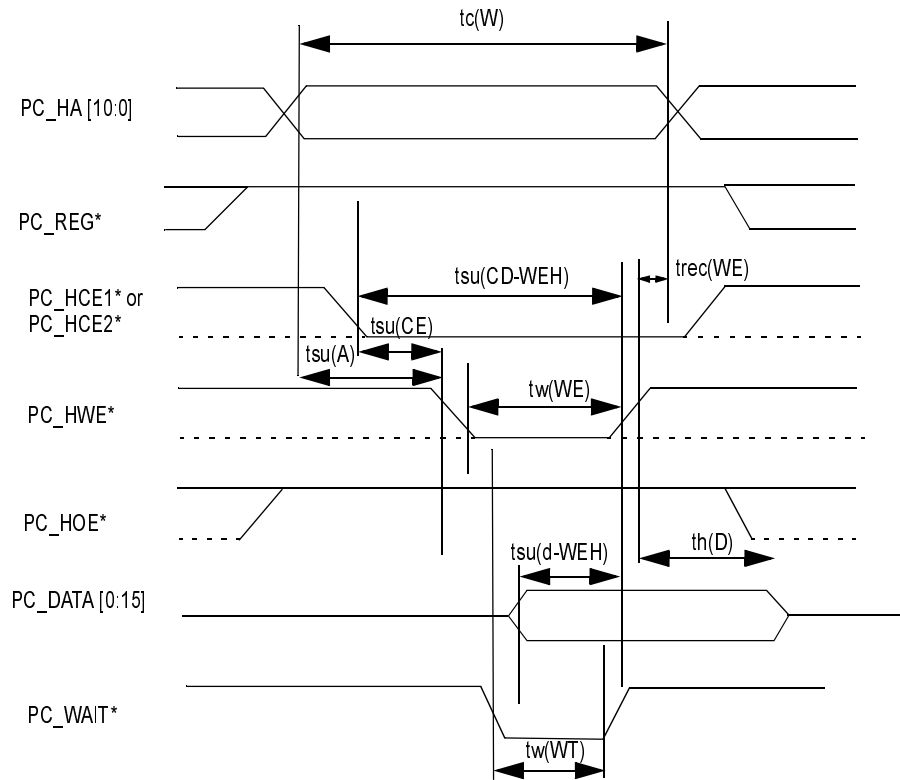 tc(W)
PC_HA [10:0]
PC_REG*
tsu(CD-WEH)
trec(WE)
PC_HCE1* or
PC_HCE2*
tsu(CE)
tsu(A)
tw(WE)
PC_HWE*
PC_HOE*
tsu(d-WEH)
th(D)
PC_DATA [0:15]
PC_WAIT*
tw(WT)